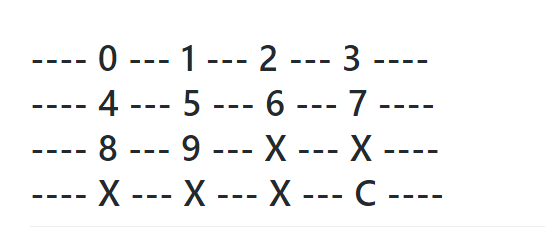 ---- 0 --- 1 --- 2 --- 3 ----
---- 4 --- 5 --- 6 --- 7 ----
---- 8 --- 9 --- X --- X ----
---- X --- X --- X --- C ----